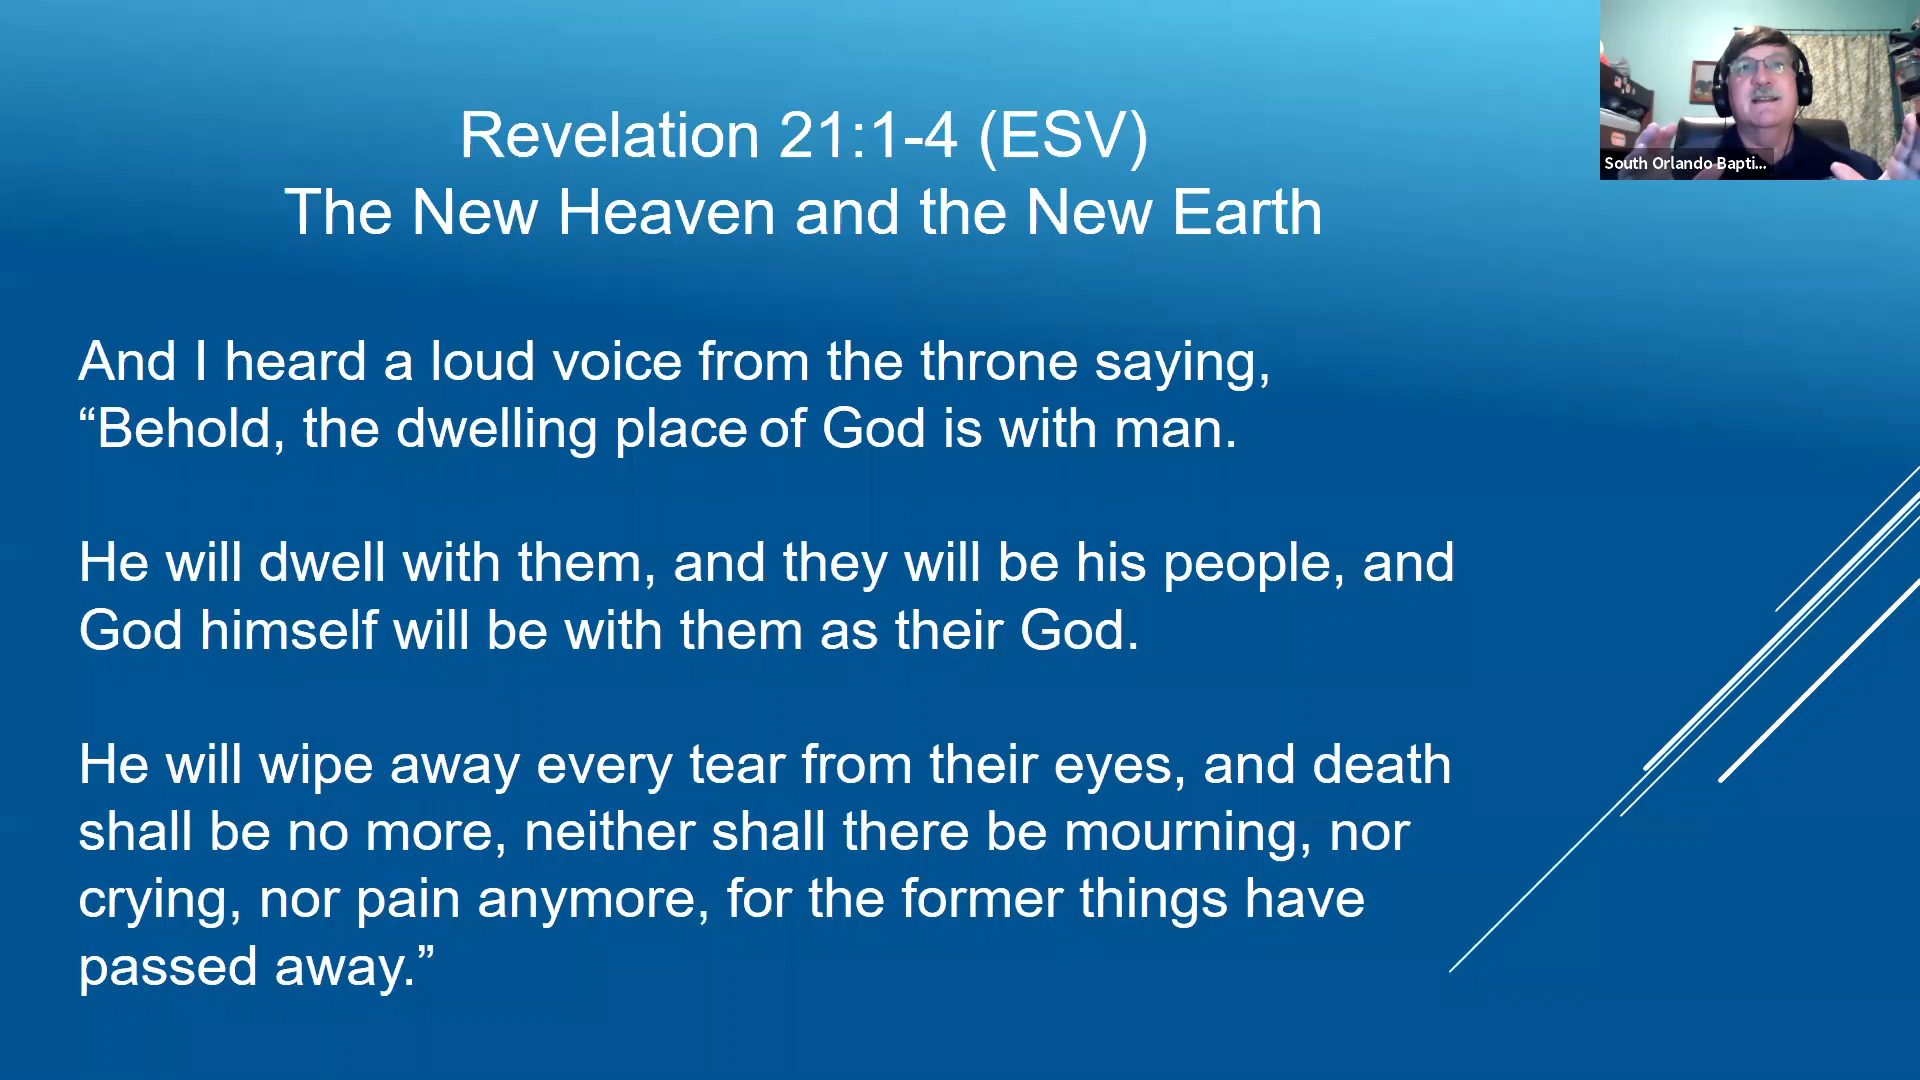 Revelation 21:1-4 (ESV)
The New Heaven and the New Earth
And I heard a loud voice from the throne saying,
“Behold, the dwelling place of God is with man.
He will dwell with them, and they will be his people, and
God himself will be with them as their God.
He will wipe away every tear from their eyes, and death
shall be no more, neither shall there be mourning, nor
crying, nor pain anymore, for the former things have
passed away.”
South Orlando Bapti...